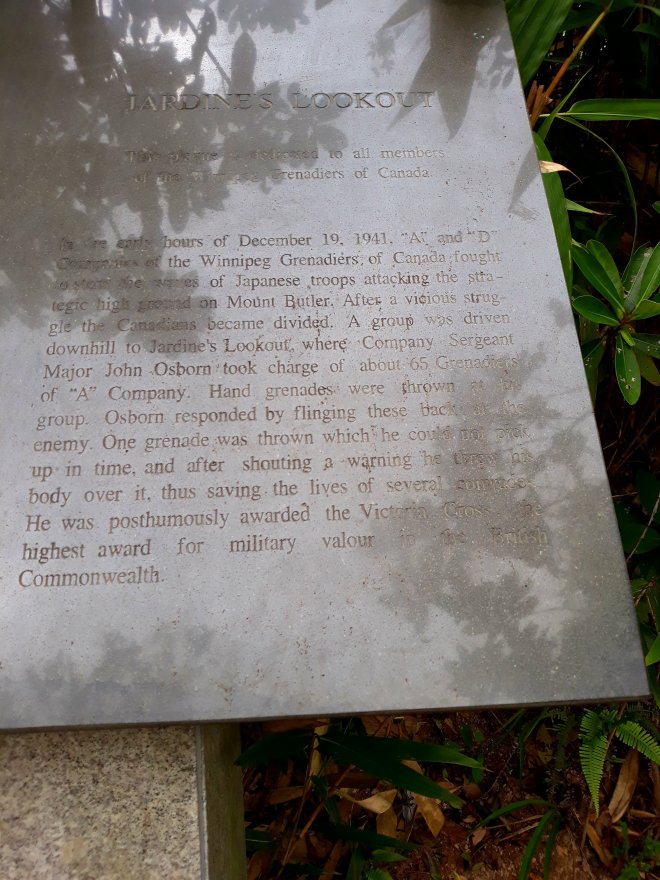 JARDINE'S LOOKOUT
This plaque is dedicated to all members
of the Winnipeg Grenadiers of Canada.
In the early hours of December 19, 1941, "A" and "D"
Companies of the Winnipeg Grenadiers, of Canada fought
to stem the waves of Japanese troops attacking the stra-
tegic high ground on Mount Butler. After a vicious strug-
gle the Canadians became divided. A group was driven
downhill to Jardine's Lookout, where Company Sergeant
Major John Osborn took charge of about 65 Grenadiers
of "A" Company. Hand grenades were thrown at the
group. Osborn responded by flinging these back at the
enemy. One grenade was thrown which he could not pick
up in time, and after shouting a warning he threw his
body over it, thus saving the lives of several comrades.
He was posthumously awarded the Victoria Cross, the
highest award for military valour in the British
Commonwealth.